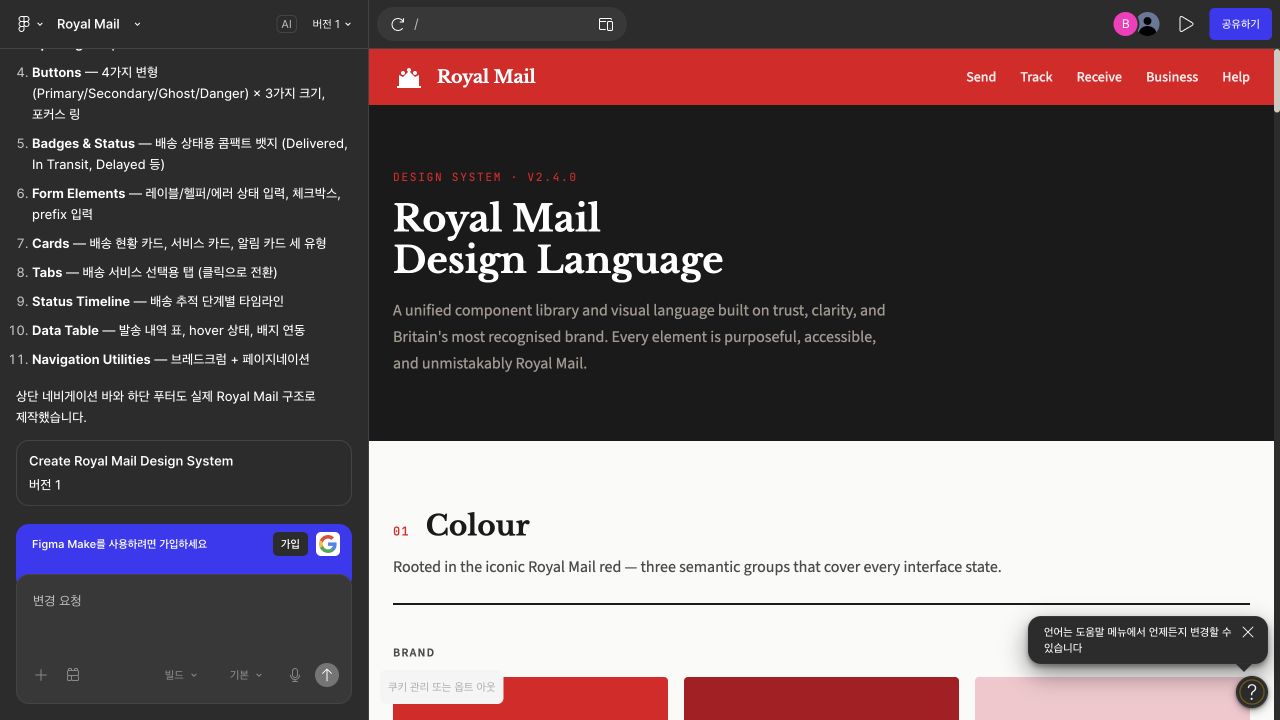 Royal Mail
AI
버전 1
4. Buttons — 4가지 변형
(Primary/Secondary/Ghost/Danger) × 3가지 크기,
포커스 링
5. Badges & Status — 배송 상태용 콤팩트 뱃지 (Delivered,
In Transit, Delayed 등)
6. Form Elements — 레이블/헬퍼/에러 상태 입력, 체크박스,
prefix 입력
7. Cards — 배송 현황 카드, 서비스 카드, 알림 카드 세 유형
8. Tabs — 배송 서비스 선택용 탭 (클릭으로 전환)
9. Status Timeline — 배송 추적 단계별 타임라인
10. Data Table — 발송 내역 표, hover 상태, 배지 연동
11. Navigation Utilities — 브레드크럼 + 페이지네이션
상단 네비게이션 바와 하단 푸터도 실제 Royal Mail 구조로
제작했습니다.
Create Royal Mail Design System
버전 1
Figma Make를 사용하려면 가입하세요
가입
변경 요청
빌드
기본
/
B
공유하기
Royal Mail
Send
Track
Receive
Business
Help
DESIGN SYSTEM · V2.4.0
Royal Mail
Design Language
A unified component library and visual language built on trust, clarity, and
Britain's most recognised brand. Every element is purposeful, accessible,
and unmistakably Royal Mail.
01 Colour
Rooted in the iconic Royal Mail red — three semantic groups that cover every interface state.
BRAND
쿠키 관리 또는 옵트 아웃
언어는 도움말 메뉴에서 언제든지 변경할 수
있습니다
?